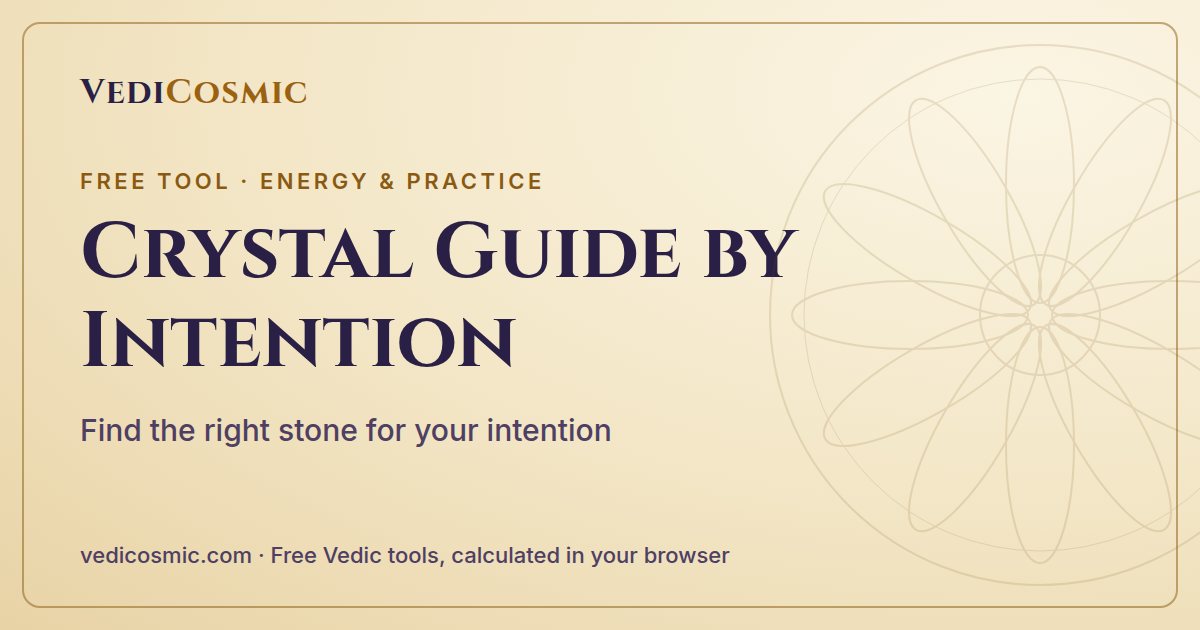 VediCosmic
FREE TOOL · ENERGY & PRACTICE
Crystal Guide by
Intention
Find the right stone for your intention
vedicosmic.com · Free Vedic tools, calculated in your browser